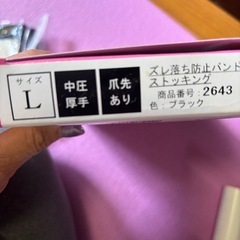 サイズ
L
中圧
厚手
爪先
あり
ズレ落ち防止バンド
ストッキング
商品番号：2643
色：ブラック